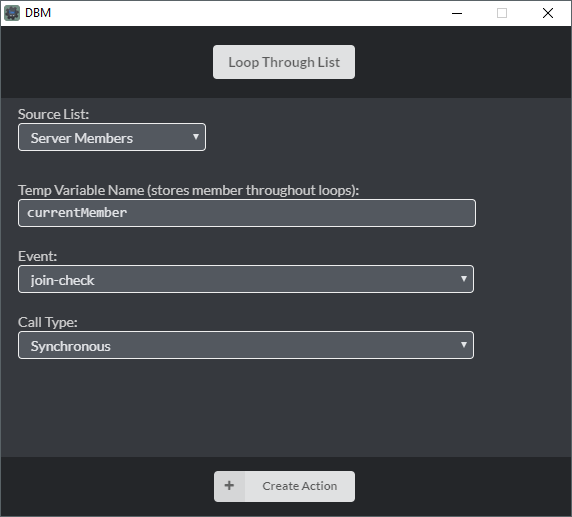 DBM
Loop Through List
Source List:
Server Members
Temp Variable Name (stores member throughout loops):
currentMember
Event:
join-check
Call Type:
Synchronous
+ Create Action